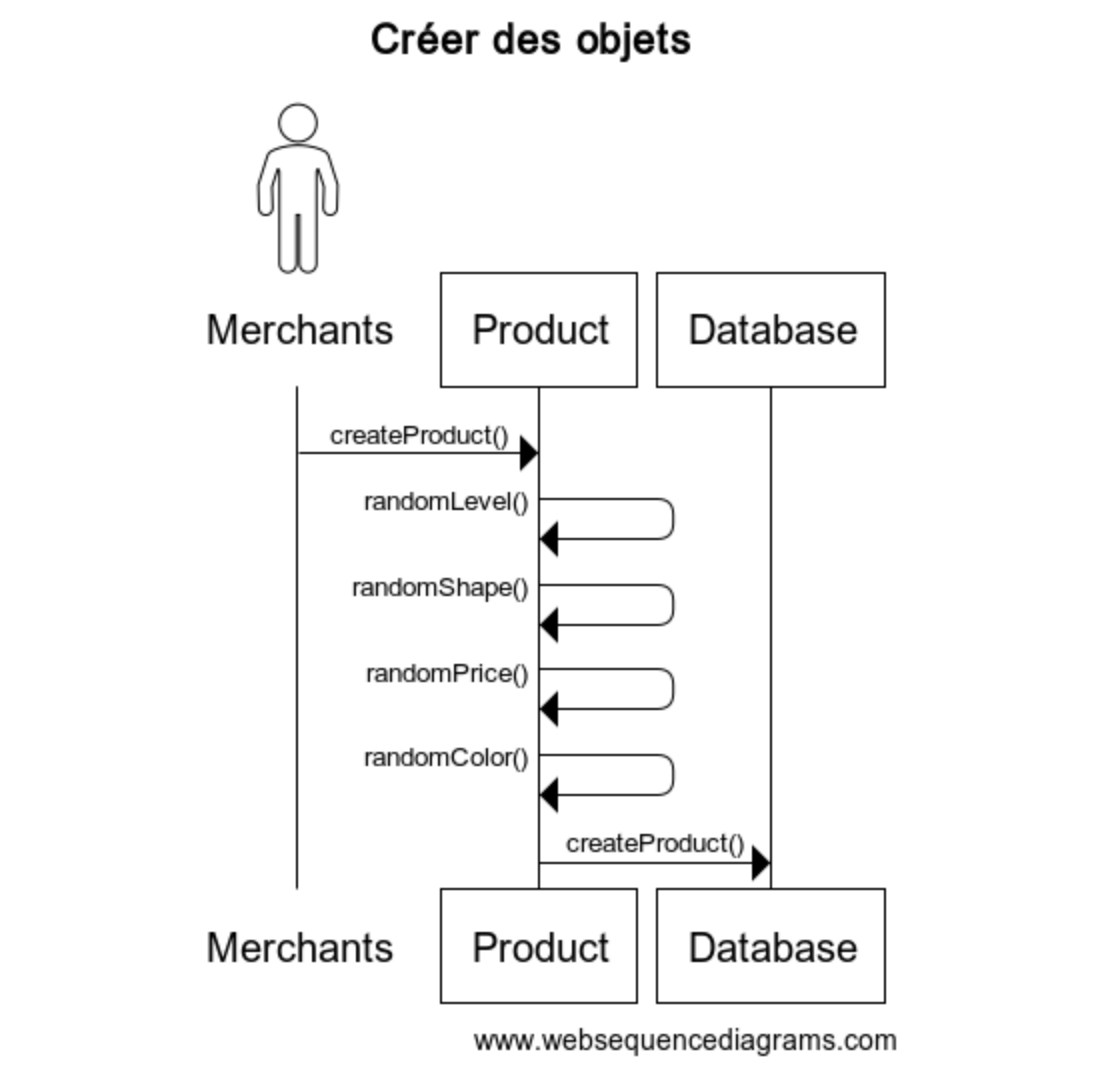 Créer des objets
Merchants
Product
Database
createProduct()
randomLevel()
randomShape()
randomPrice()
randomColor()
createProduct()
Merchants
Product
Database
www.websequencediagrams.com